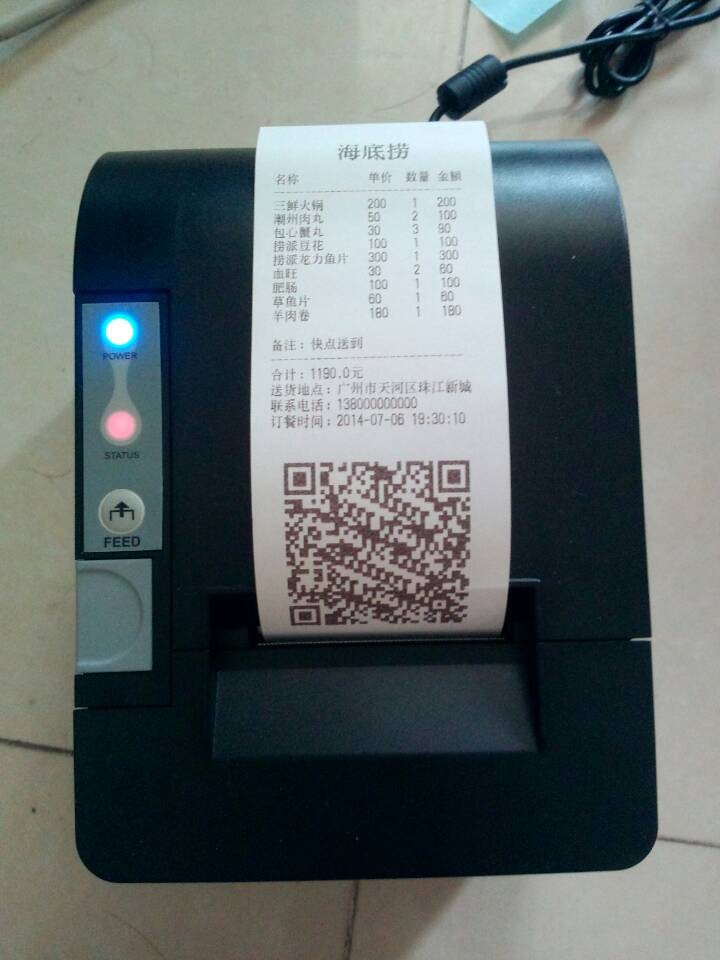 海底捞
名称 单价 数量 金额
三鲜火锅 200 1 200
潮州肉丸 50 2 100
包心蟹丸 30 3 90
捞派豆花 100 1 100
捞派龙力鱼片 300 1 300
血旺 30 2 60
肥肠 100 1 100
草鱼片 60 1 60
羊肉卷 180 1 180
备注：快点送到
合计：1190.0元
送货地点：广州市天河区珠江新城
联系电话：138000000000
订餐时间：2014-07-06 19:30:10
POWER
STATUS
FEED